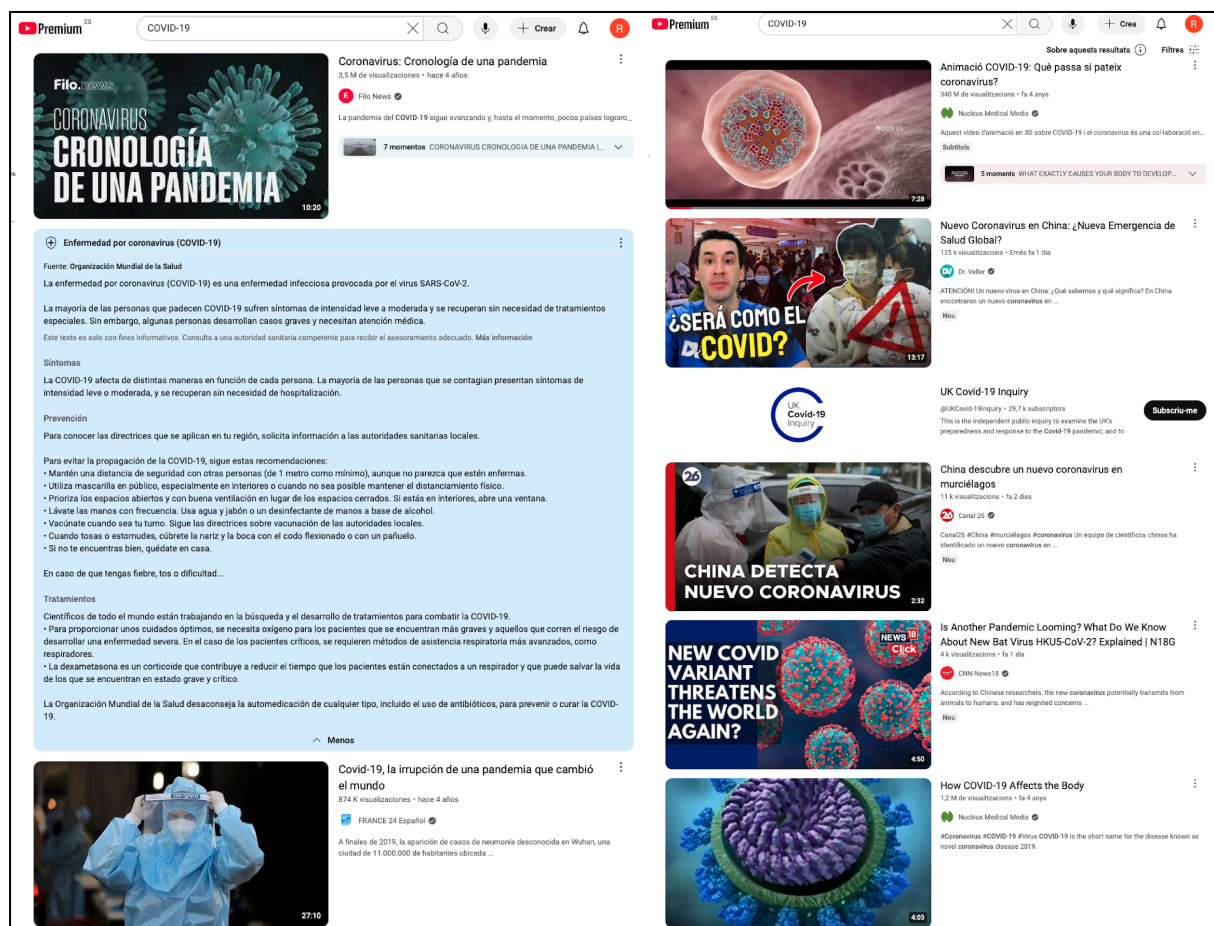 Premium ES
COVID-19
Crear
R
Filo.news
CORONAVIRUS
CRONOLOGÍA
DE UNA PANDEMIA
10:20
Coronavirus: Cronología de una pandemia
3,5 M de visualizaciones • hace 4 años
F.
Filo News
La pandemia del COVID-19 sigue avanzando y, hasta el momento, pocos países lograro...
7 momentos CORONAVIRUS CRONOLOGIA DE UNA PANDEMIA |...
Enfermedad por coronavirus (COVID-19)
Fuente: Organización Mundial de la Salud
La enfermedad por coronavirus (COVID-19) es una enfermedad infecciosa provocada por el virus SARS-CoV-2.
La mayoría de las personas que padecen COVID-19 sufren síntomas de intensidad leve a moderada y se recuperan sin necesidad de tratamientos
especiales. Sin embargo, algunas personas desarrollan casos graves y necesitan atención médica.
Este texto es solo con fines informativos. Consulta a una autoridad sanitaria competente para recibir el asesoramiento adecuado. Más información
Síntomas
La COVID-19 afecta de distintas maneras en función de cada persona. La mayoría de las personas que se contagian presentan síntomas de
intensidad leve o moderada, y se recuperan sin necesidad de hospitalización.
Prevención
Para conocer las directrices que se aplican en tu región, solicita información a las autoridades sanitarias locales.
Para evitar la propagación de la COVID-19, sigue estas recomendaciones:
• Mantén una distancia de seguridad con otras personas (de 1 metro como mínimo), aunque no parezca que estén enfermas.
• Utiliza mascarilla en público, especialmente en interiores o cuando no sea posible mantener el distanciamiento físico.
• Prioriza los espacios abiertos y con buena ventilación en lugar de los espacios cerrados. Si estás en interiores, abre una ventana.
• Lávate las manos con frecuencia. Usa agua y jabón o un desinfectante de manos a base de alcohol.
• Vacúnate cuando sea tu turno. Sigue las directrices sobre vacunación de las autoridades locales.
• Cuando tosas o estornudes, cúbrete la nariz y la boca con el codo flexionado o con un pañuelo.
• Si no te encuentras bien, quédate en casa.
En caso de que tengas fiebre, tos o dificultad...
Tratamientos
Científicos de todo el mundo están trabajando en la búsqueda y el desarrollo de tratamientos para combatir la COVID-19.
• Para proporcionar unos cuidados óptimos, se necesita oxígeno para los pacientes que se encuentran más graves y aquellos que corren el riesgo de
desarrollar una enfermedad severa. En el caso de los pacientes críticos, se requieren métodos de asistencia respiratoria más avanzados, como
respiradores.
• La dexametasona es un corticoide que contribuye a reducir el tiempo que los pacientes están conectados a un respirador y que puede salvar la vida
de los que se encuentran en estado grave y crítico.
La Organización Mundial de la Salud desaconseja la automedicación de cualquier tipo, incluido el uso de antibióticos, para prevenir o curar la COVID-
19.
Menos
27:10
Covid-19, la irrupción de una pandemia que cambió
el mundo
874 K visualizaciones • hace 4 años
FRANCE 24 Español
A finales de 2019, la aparición de casos de neumonía desconocida en Wuhan, una
ciudad de 11.000.000 de habitantes ubicada ...
Premium ES
COVID-19
Crea
R
Sobre aquests resultats
Filtres
Nucleus
7:28
Animació COVID-19: Què passa si pateix
coronavirus?
340 M de visualitzacions • fa 4 anys
Nucleus Medical Media
Aquest vídeo d'animació en 3D sobre COVID-19 i el coronavirus és una col·laboració en...
Subtítols
5 moments WHAT EXACTLY CAUSES YOUR BODY TO DEVELOP...
¿SERÁ COMO EL
COVID?
13:17
Nuevo Coronavirus en China: ¿Nueva Emergencia de
Salud Global?
125 k visualitzacions • Emès fa 1 dia
Dr. Veller
ATENCIÓN! Un nuevo virus en China: ¿Qué sabemos y qué significa? En China
encontraron un nuevo coronavirus en ...
Nou
UK
Covid-19
Inquiry
UK Covid-19 Inquiry
@UKCovid-19Inquiry • 29,7 k subscriptors
This is the independent public inquiry to examine the UK's
preparedness and response to the Covid-19 pandemic, and to
Subscriu-me
26
CHINA DETECTA
NUEVO CORONAVIRUS
2:32
China descubre un nuevo coronavirus en
murciélagos
11 k visualitzacions • fa 2 dies
26
Canal 26
Canal26 #China #murciélagos #coronavirus Un equipo de científicos chinos ha
identificado un nuevo coronavirus en ...
Nou
NEW COVID
VARIANT
THREATENS
THE WORLD
AGAIN?
NEWS 18
Click
4:50
Is Another Pandemic Looming? What Do We Know
About New Bat Virus HKU5-CoV-2? Explained | N18G
4 k visualitzacions • fa 1 dia
CNN-News18
According to Chinese researchers, the new coronavirus potentially transmits from
animals to humans, and has reignited concerns ...
Nou
4:03
How COVID-19 Affects the Body
1,2 M de visualitzacions • fa 4 anys
Nucleus Medical Media
#Coronavirus #COVID-19 #Virus COVID-19 is the short name for the disease known as
novel coronavirus disease 2019.